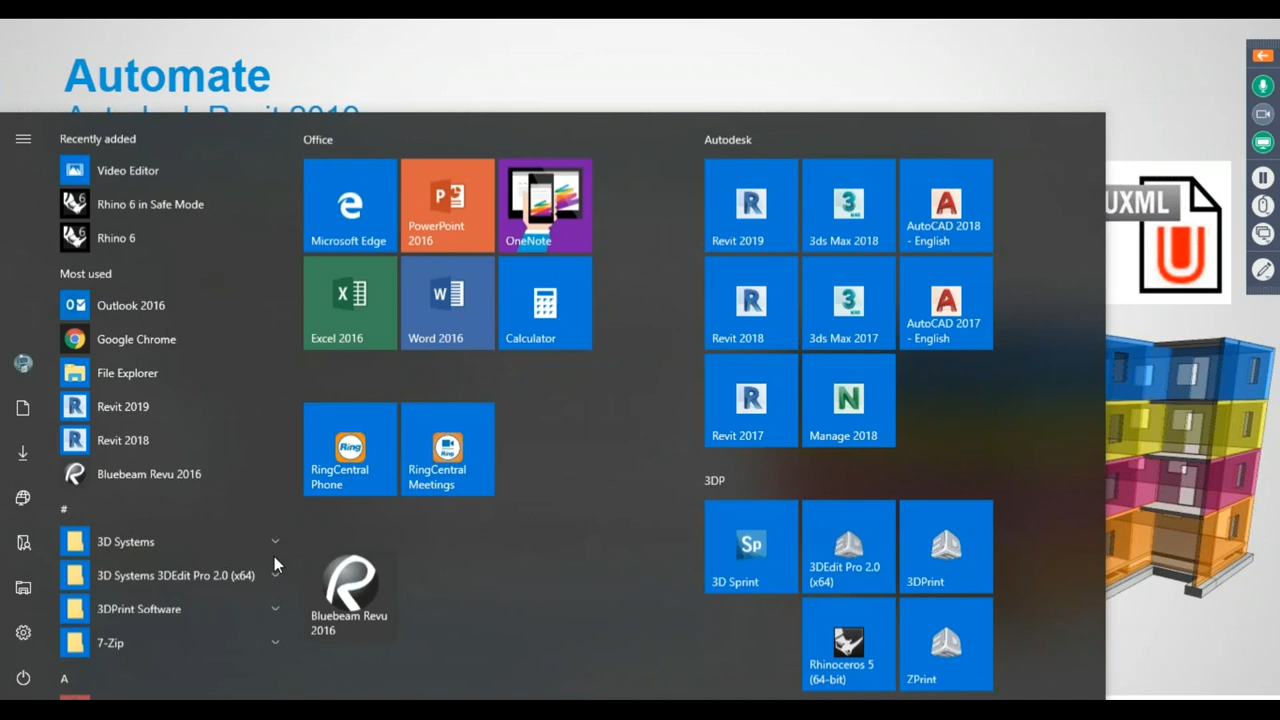 Automate
Autodesk Revit 2019
Recently added
Video Editor
Rhino 6 in Safe Mode
Rhino 6
Most used
Outlook 2016
Google Chrome
File Explorer
Revit 2019
Revit 2018
Bluebeam Revu 2016
#
3D Systems
3D Systems 3DEdit Pro 2.0 (x64)
3DPrint Software
7-Zip
A
Office
Microsoft Edge
PowerPoint
2016
OneNote
Excel 2016
Word 2016
Calculator
RingCentral
Phone
RingCentral
Meetings
Bluebeam Revu
2016
Autodesk
Revit 2019
3ds Max 2018
AutoCAD 2018
- English
Revit 2018
3ds Max 2017
AutoCAD 2017
- English
Revit 2017
Manage 2018
3DP
Sp
3D Sprint
3DEdit Pro 2.0
(x64)
3DPrint
Rhinoceros 5
(64-bit)
ZPrint
UXML
U